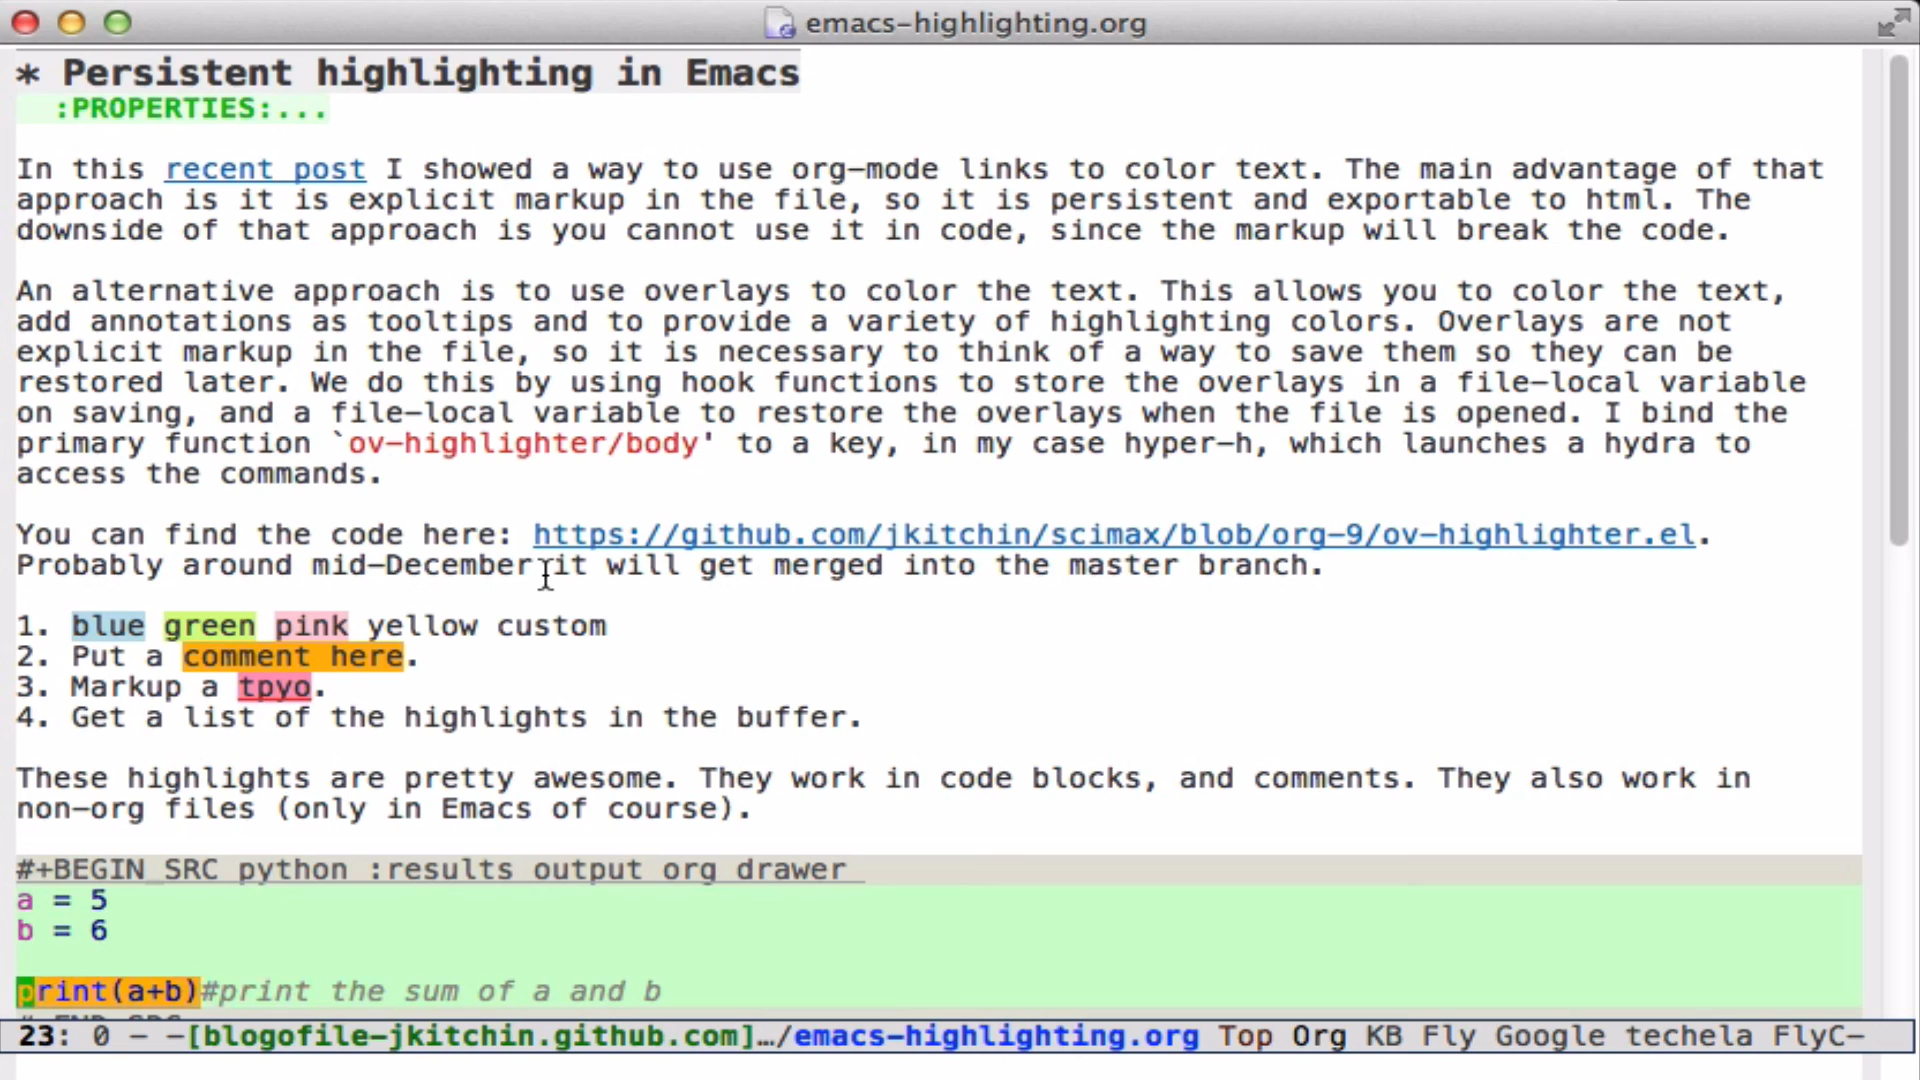 emacs-highlighting.org
* Persistent highlighting in Emacs
:PROPERTIES:...
In this recent post I showed a way to use org-mode links to color text. The main advantage of that
approach is it is explicit markup in the file, so it is persistent and exportable to html. The
downside of that approach is you cannot use it in code, since the markup will break the code.
An alternative approach is to use overlays to color the text. This allows you to color the text,
add annotations as tooltips and to provide a variety of highlighting colors. Overlays are not
explicit markup in the file, so it is necessary to think of a way to save them so they can be
restored later. We do this by using hook functions to store the overlays in a file-local variable
on saving, and a file-local variable to restore the overlays when the file is opened. I bind the
primary function `ov-highlighter/body' to a key, in my case hyper-h, which launches a hydra to
access the commands.
You can find the code here: https://github.com/jkitchin/scimax/blob/org-9/ov-highlighter.el.
Probably around mid-December it will get merged into the master branch.
1. blue green pink yellow custom
2. Put a comment here.
3. Markup a tpyo.
4. Get a list of the highlights in the buffer.
These highlights are pretty awesome. They work in code blocks, and comments. They also work in
non-org files (only in Emacs of course).
#+BEGIN_SRC python :results output org drawer
a = 5
b = 6
print(a+b)#print the sum of a and b
#+END_SRC
23: 0 - -[blogofile-jkitchin.github.com]…/emacs-highlighting.org Top Org KB Fly Google techela FlyC-